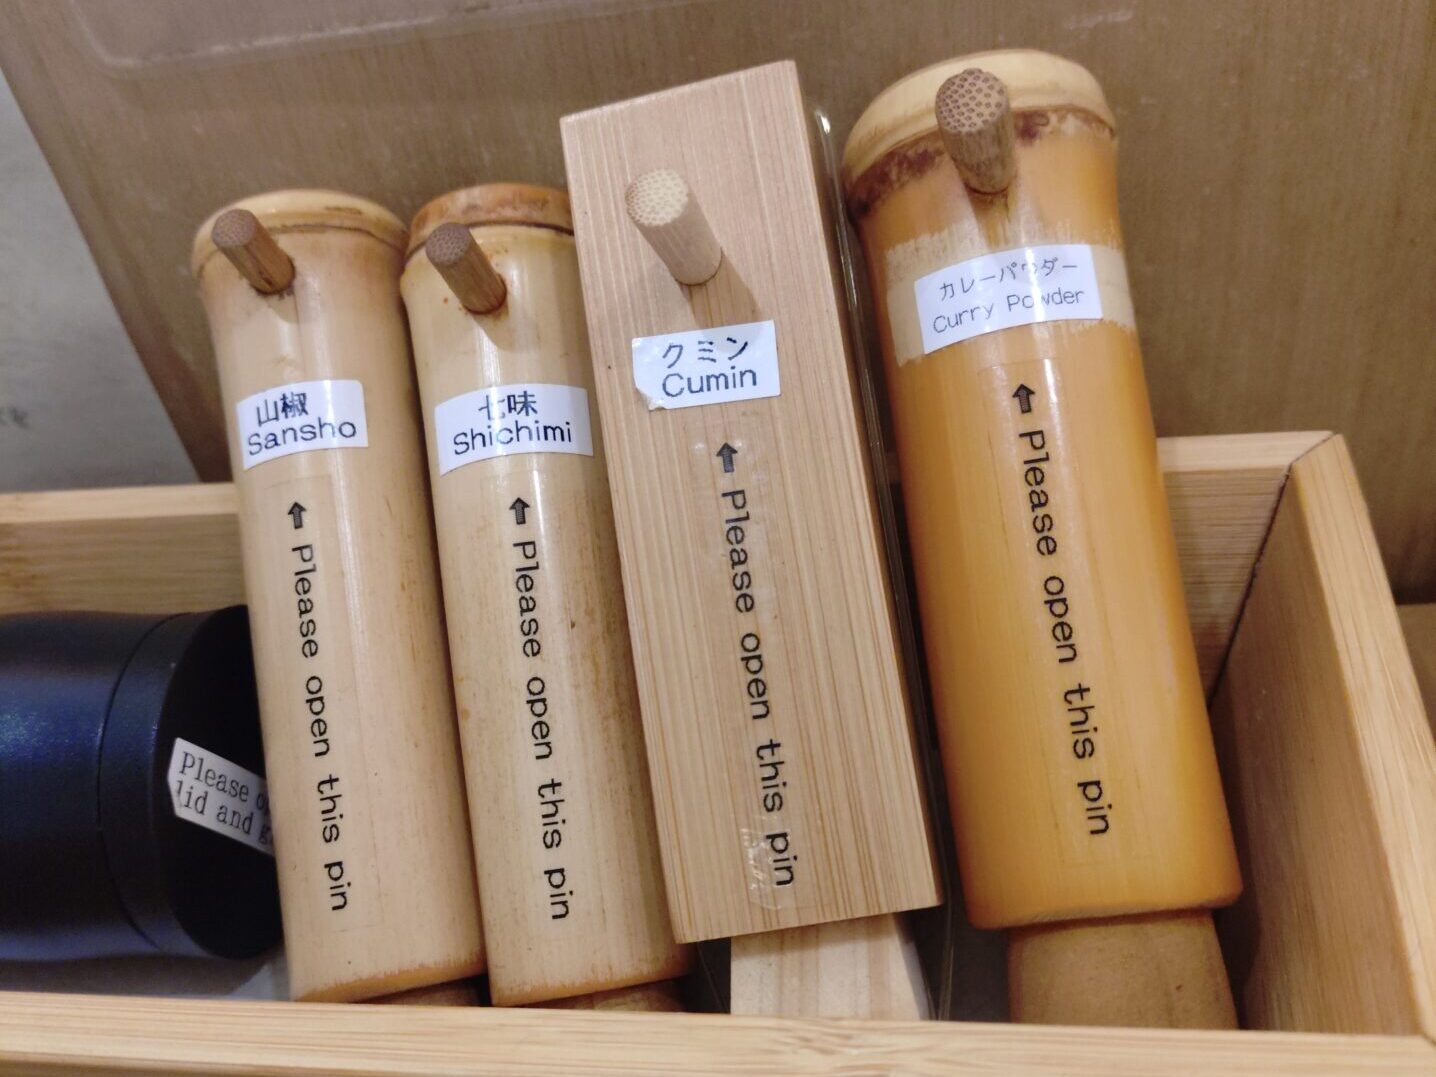 山椒
Sansho
Please open this pin
七味
Shichimi
Please open this pin
クミン
Cumin
Please open this pin
カレーパウダー
Curry Powder
Please open this pin
Please
lid and